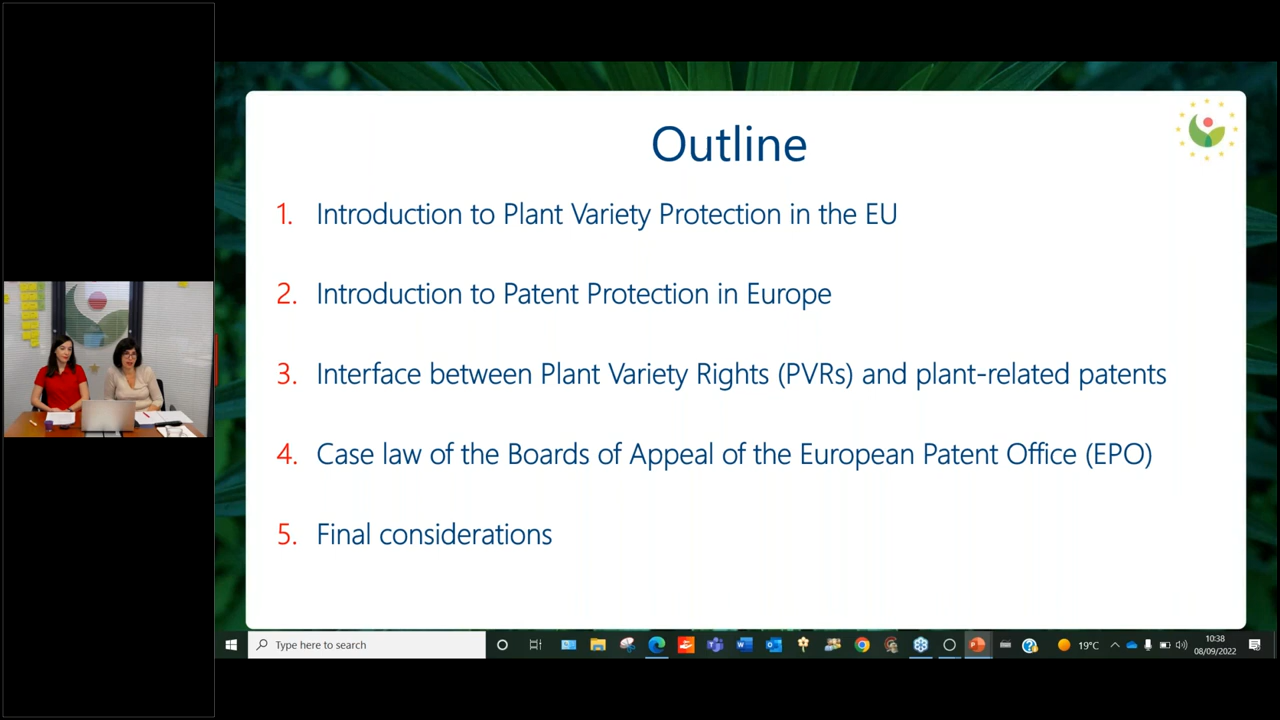 Outline
1. Introduction to Plant Variety Protection in the EU
2. Introduction to Patent Protection in Europe
3. Interface between Plant Variety Rights (PVRs) and plant-related patents
4. Case law of the Boards of Appeal of the European Patent Office (EPO)
5. Final considerations
Type here to search
19°C
10:38
08/09/2022